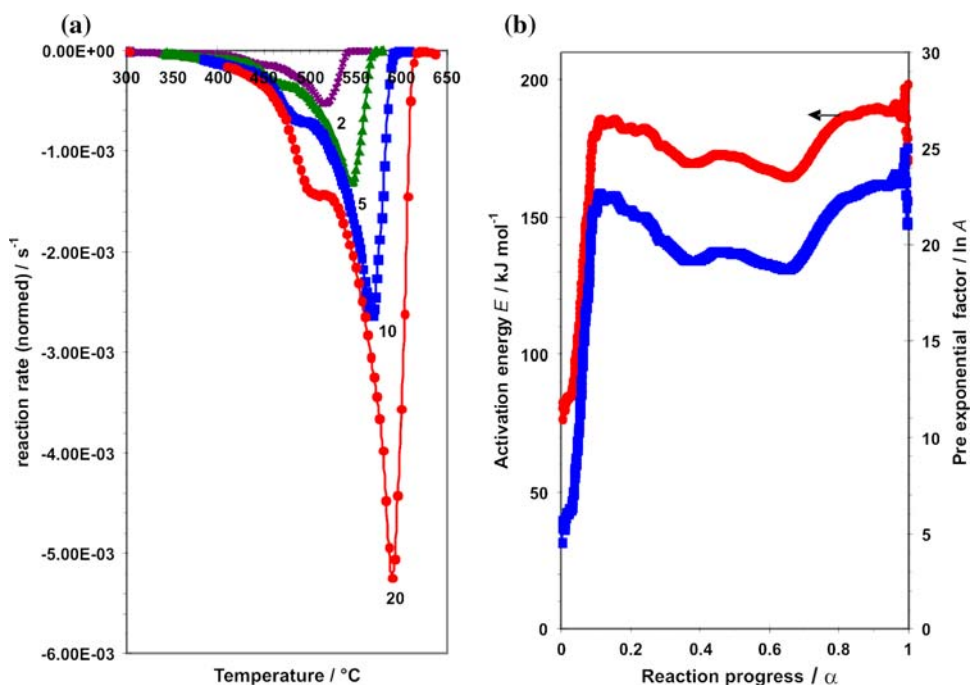 (a)
0.00E+00
300 350 400 450 500 550 600 650
-1.00E-03
-2.00E-03
-3.00E-03
-4.00E-03
-5.00E-03
-6.00E-03
2
5
10
20
reaction rate (normed) / s⁻¹
Temperature / °C
(b)
200
150
100
50
0
Activation energy E / kJ mol⁻¹
30
25
20
15
10
5
0
Pre exponential factor / ln A
0 0.2 0.4 0.6 0.8 1
Reaction progress / α